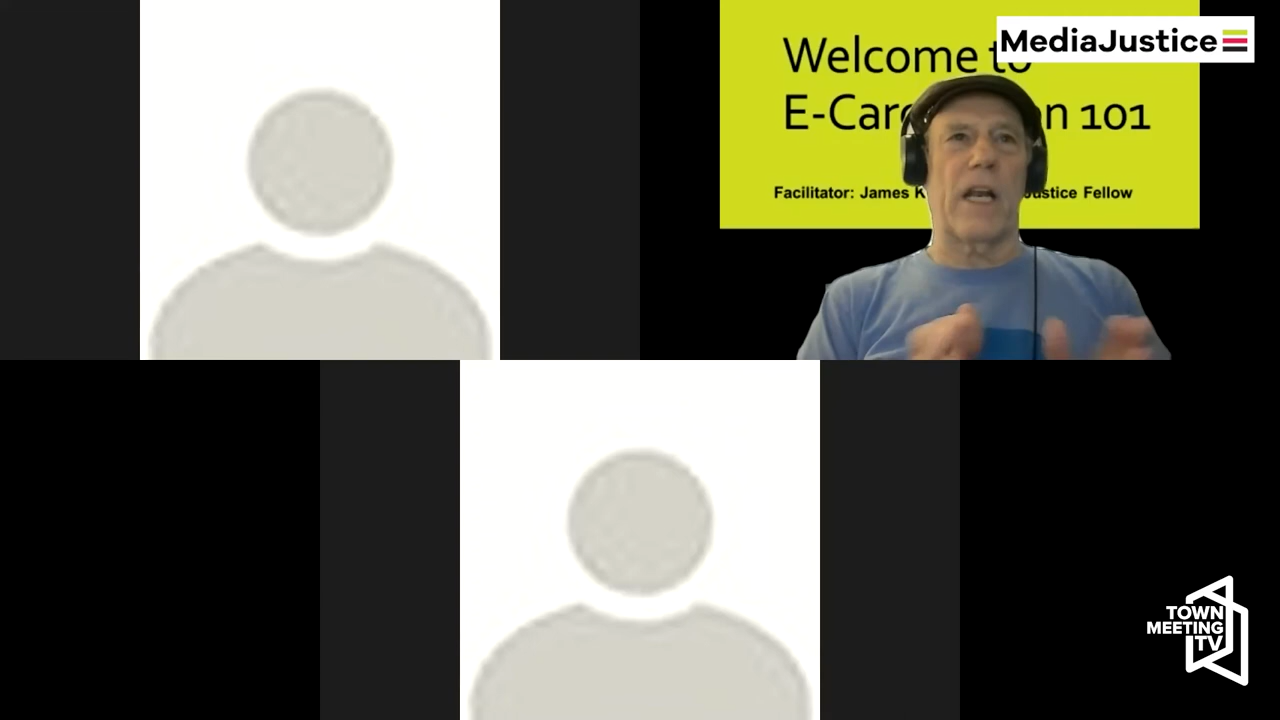 MediaJustice
Welcome to
E-Car n 101
Facilitator: James K Justice Fellow
TOWN
MEETING
TV